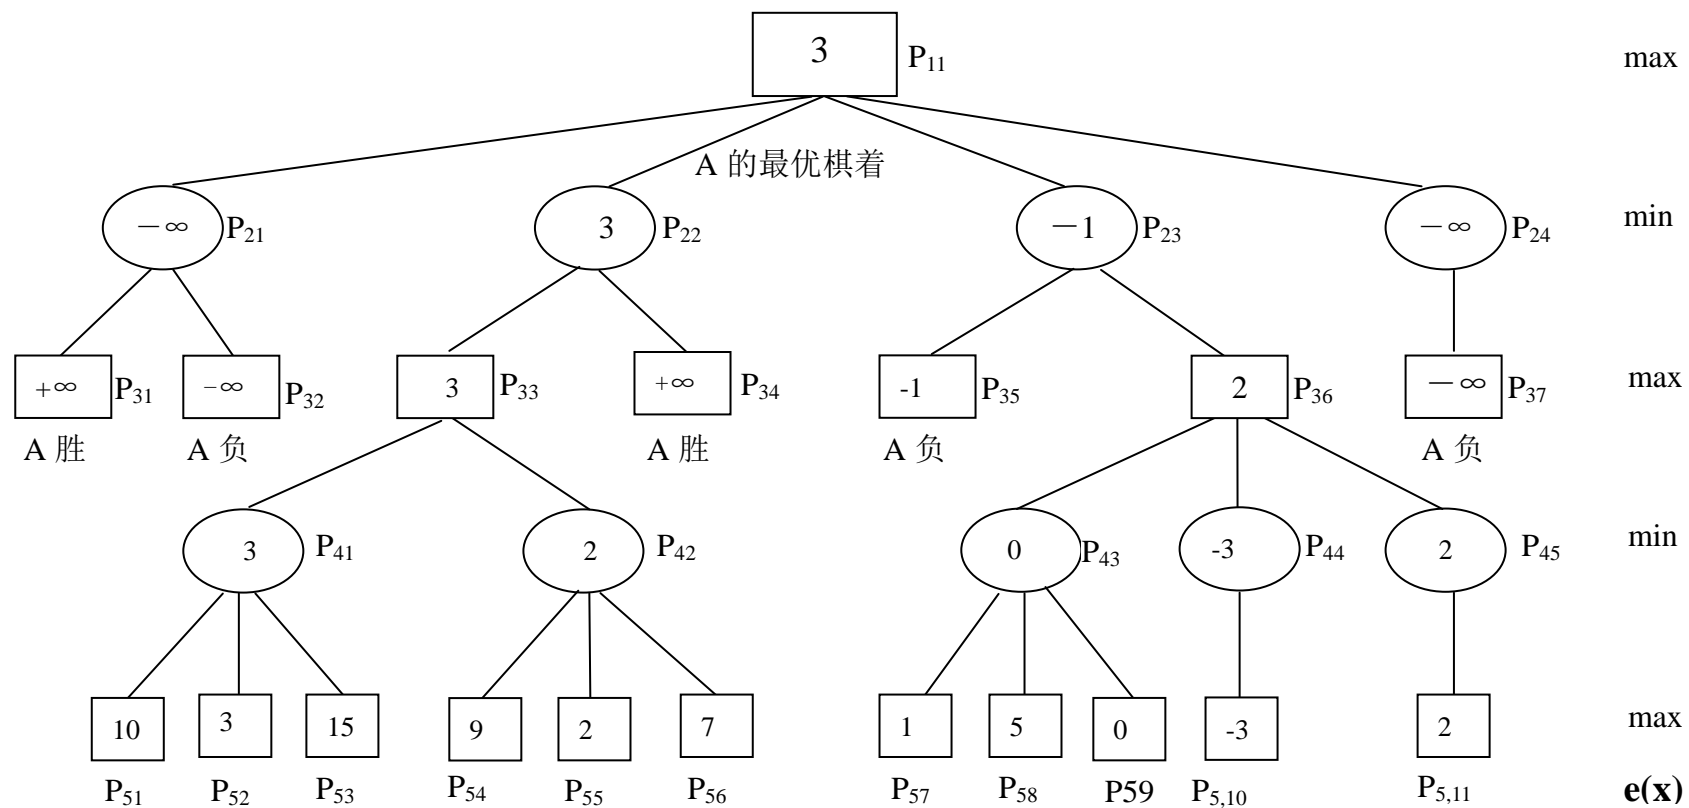 3 P₁₁ max
A 的最优棋着
－∞ P₂₁ 3 P₂₂ －1 P₂₃ －∞ P₂₄ min
+∞ P₃₁ －∞ P₃₂ 3 P₃₃ +∞ P₃₄ -1 P₃₅ 2 P₃₆ －∞ P₃₇ max
A 胜 A 负 A 胜 A 负 A 负
3 P₄₁ 2 P₄₂ 0 P₄₃ -3 P₄₄ 2 P₄₅ min
10 3 15 9 2 7 1 5 0 -3 2 max
P₅₁ P₅₂ P₅₃ P₅₄ P₅₅ P₅₆ P₅₇ P₅₈ P59 P₅,₁₀ P₅,₁₁ e(x)